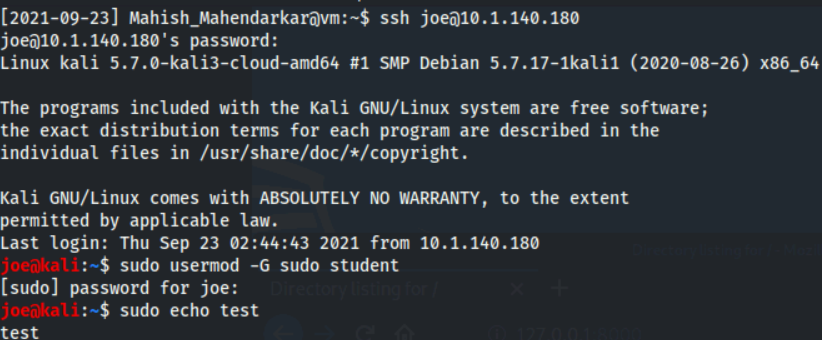 [2021-09-23] Mahish_Mahendarkar@vm:~$ ssh joe@10.1.140.180
joe@10.1.140.180's password:
Linux kali 5.7.0-kali3-cloud-amd64 #1 SMP Debian 5.7.17-1kali1 (2020-08-26) x86_64
The programs included with the Kali GNU/Linux system are free software;
the exact distribution terms for each program are described in the
individual files in /usr/share/doc/*/copyright.
Kali GNU/Linux comes with ABSOLUTELY NO WARRANTY, to the extent
permitted by applicable law.
Last login: Thu Sep 23 02:44:43 2021 from 10.1.140.180
joe@kali:~$ sudo usermod -G sudo student
[sudo] password for joe:
Directory listing for /
joe@kali:~$ sudo echo test
test